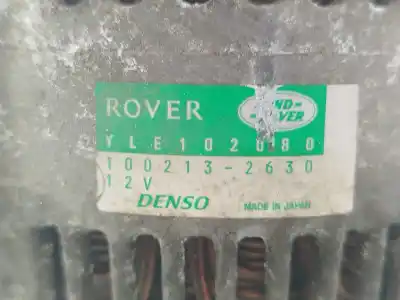 ROVER
LAND-
ROVER
YLE102080
100213-2630
12V
DENSO
MADE IN JAPAN